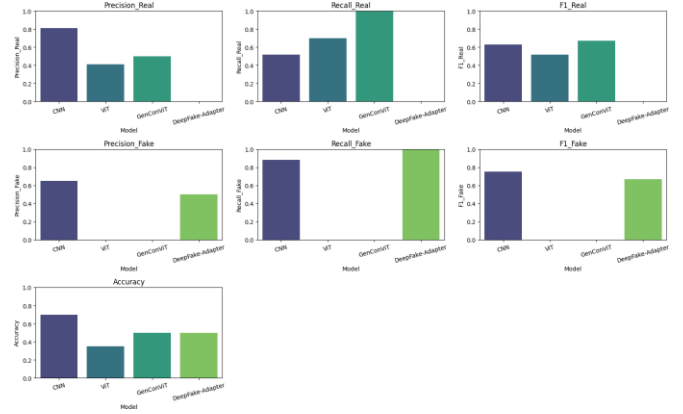 Precision_Real
Precision_Real
1.0
0.8
0.6
0.4
0.2
0.0
CNN
ViT
GenConViT
DeepFake-Adapter
Model
Recall_Real
Recall_Real
1.0
0.8
0.6
0.4
0.2
0.0
CNN
ViT
GenConViT
DeepFake-Adapter
Model
F1_Real
F1_Real
1.0
0.8
0.6
0.4
0.2
0.0
CNN
ViT
GenConViT
DeepFake-Adapter
Model
Precision_Fake
Precision_Fake
1.0
0.8
0.6
0.4
0.2
0.0
CNN
ViT
GenConViT
DeepFake-Adapter
Model
Recall_Fake
Recall_Fake
1.0
0.8
0.6
0.4
0.2
0.0
CNN
ViT
GenConViT
DeepFake-Adapter
Model
F1_Fake
F1_Fake
1.0
0.8
0.6
0.4
0.2
0.0
CNN
ViT
GenConViT
DeepFake-Adapter
Model
Accuracy
Accuracy
1.0
0.8
0.6
0.4
0.2
0.0
CNN
ViT
GenConViT
DeepFake-Adapter
Model